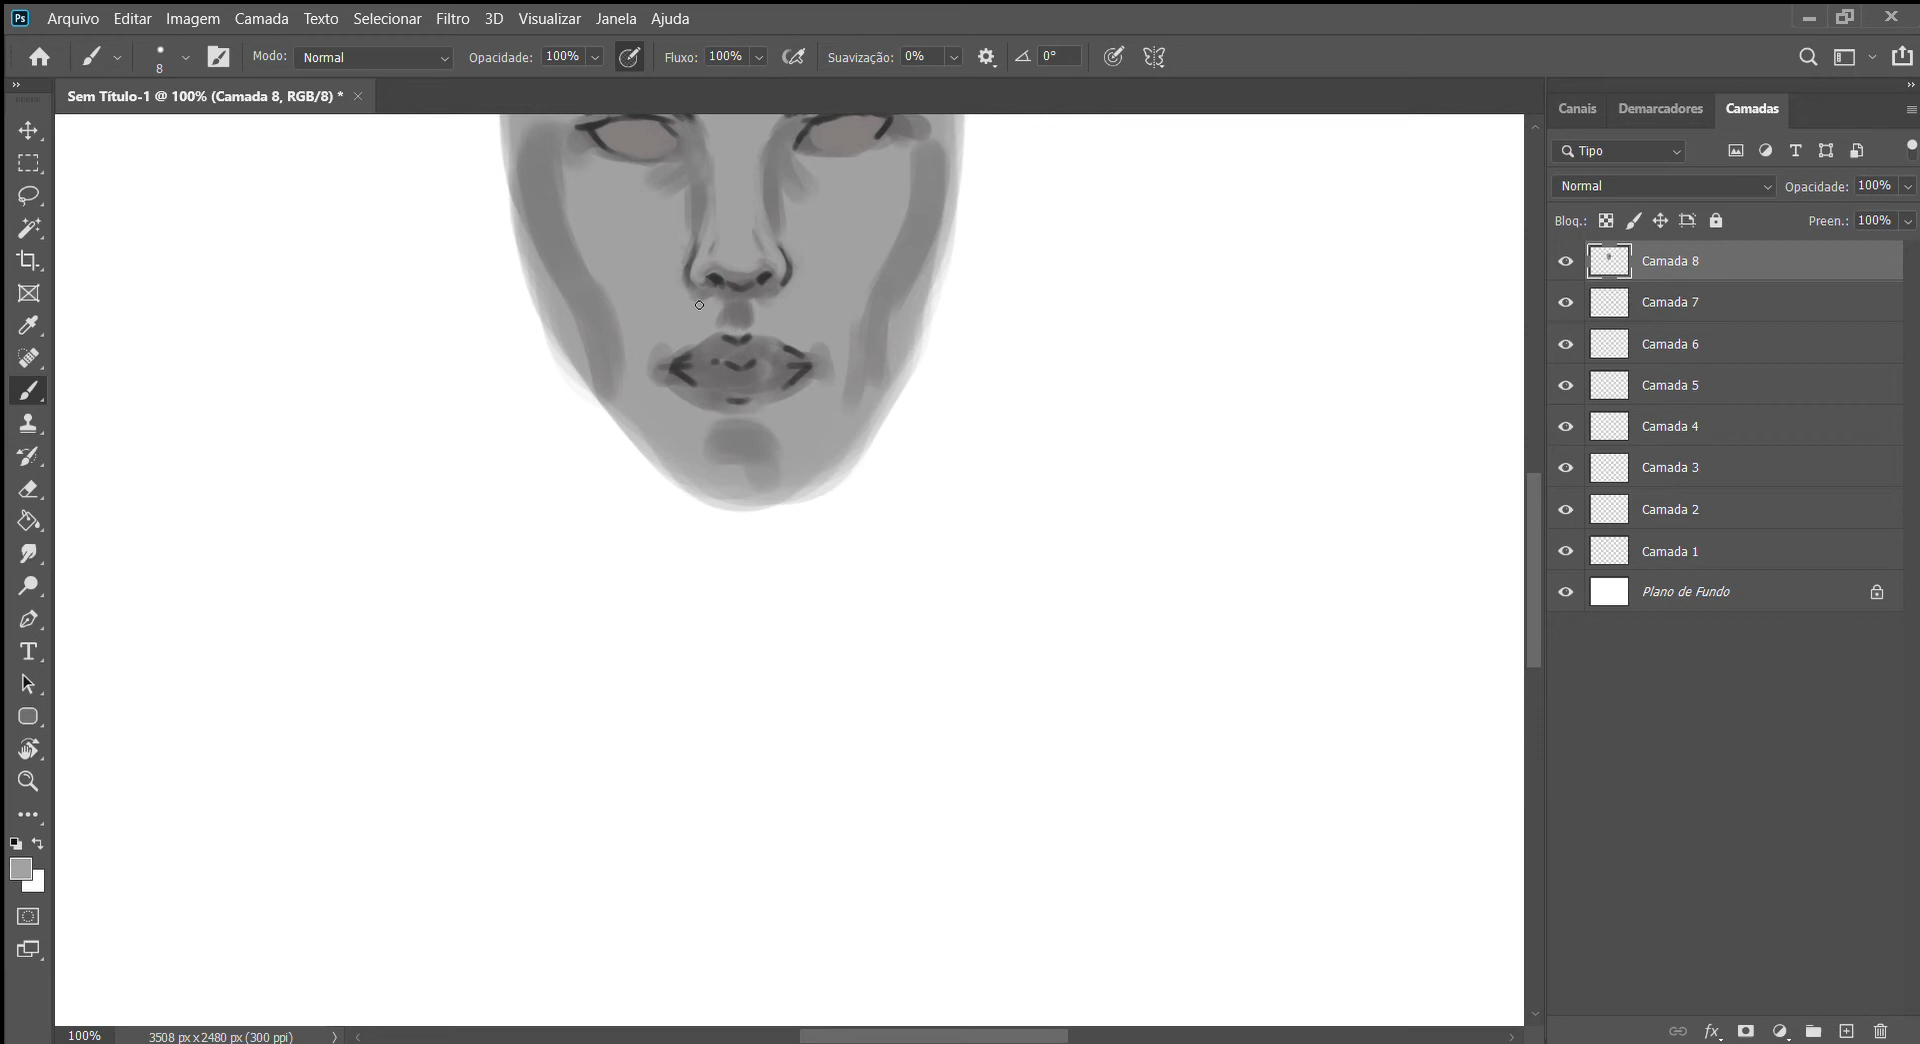 Ps Arquivo Editar Imagem Camada Texto Selecionar Filtro 3D Visualizar Janela Ajuda
8 Modo: Normal Opacidade: 100% Fluxo: 100% Suavização: 0% 0°
Sem Título-1 @ 100% (Camada 8, RGB/8) *
Canais Demarcadores Camadas
Tipo
Normal Opacidade: 100%
Bloq.: Preen.: 100%
Camada 8
Camada 7
Camada 6
Camada 5
Camada 4
Camada 3
Camada 2
Camada 1
Plano de Fundo
100% 3508 px x 2480 px (300 ppi)
fx